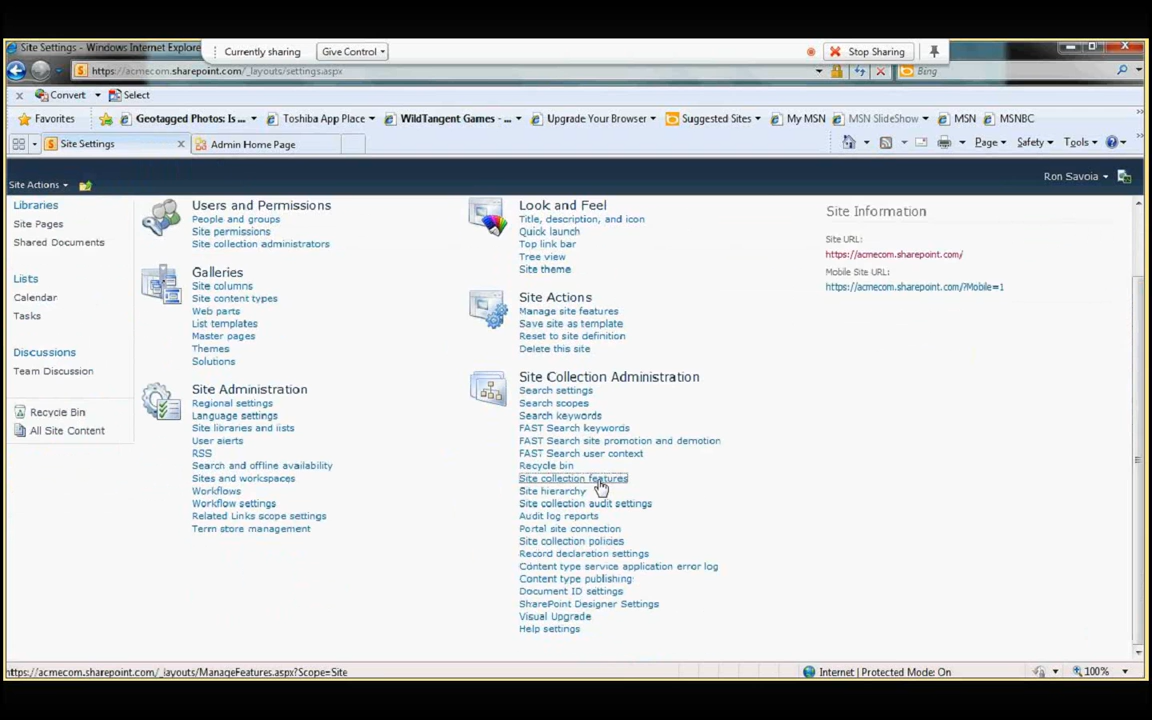 Site Settings - Windows Internet Explore
Currently sharing
Give Control
Stop Sharing
https://acmecom.sharepoint.com/_layouts/settings.aspx
Bing
x Convert Select
Favorites
Geotagged Photos: Is...
Toshiba App Place
WildTangent Games - ...
Upgrade Your Browser
Suggested Sites
My MSN
MSN SlideShow
MSN
MSNBC
Site Settings
Admin Home Page
Page
Safety
Tools
Site Actions
Ron Savoia
Libraries
Site Pages
Shared Documents
Lists
Calendar
Tasks
Discussions
Team Discussion
Recycle Bin
All Site Content
Users and Permissions
People and groups
Site permissions
Site collection administrators
Galleries
Site columns
Site content types
Web parts
List templates
Master pages
Themes
Solutions
Site Administration
Regional settings
Language settings
Site libraries and lists
User alerts
RSS
Search and offline availability
Sites and workspaces
Workflows
Workflow settings
Related Links scope settings
Term store management
Look and Feel
Title, description, and icon
Quick launch
Top link bar
Tree view
Site theme
Site Actions
Manage site features
Save site as template
Reset to site definition
Delete this site
Site Collection Administration
Search settings
Search scopes
Search keywords
FAST Search keywords
FAST Search site promotion and demotion
FAST Search user context
Recycle bin
Site collection features
Site hierarchy
Site collection audit settings
Audit log reports
Portal site connection
Site collection policies
Record declaration settings
Content type service application error log
Content type publishing
Document ID settings
SharePoint Designer Settings
Visual Upgrade
Help settings
Site Information
Site URL:
https://acmecom.sharepoint.com/
Mobile Site URL:
https://acmecom.sharepoint.com/?Mobile=1
https://acmecom.sharepoint.com/_layouts/ManageFeatures.aspx?Scope=Site
Internet | Protected Mode: On
100%